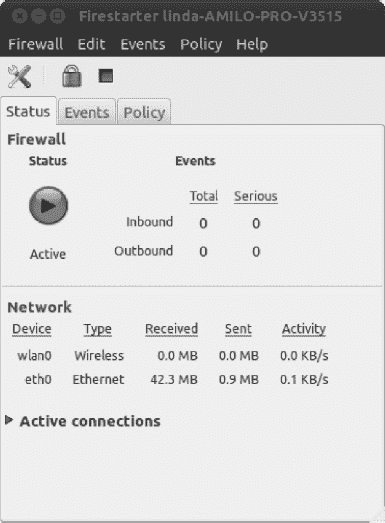 Firestarter linda-AMILO-PRO-V3515
Firewall Edit Events Policy Help
Status Events Policy
Firewall
Status Events
Total Serious
Inbound 0 0
Active Outbound 0 0
Network
Device Type Received Sent Activity
wlan0 Wireless 0.0 MB 0.0 MB 0.0 KB/s
eth0 Ethernet 42.3 MB 0.9 MB 0.1 KB/s
Active connections